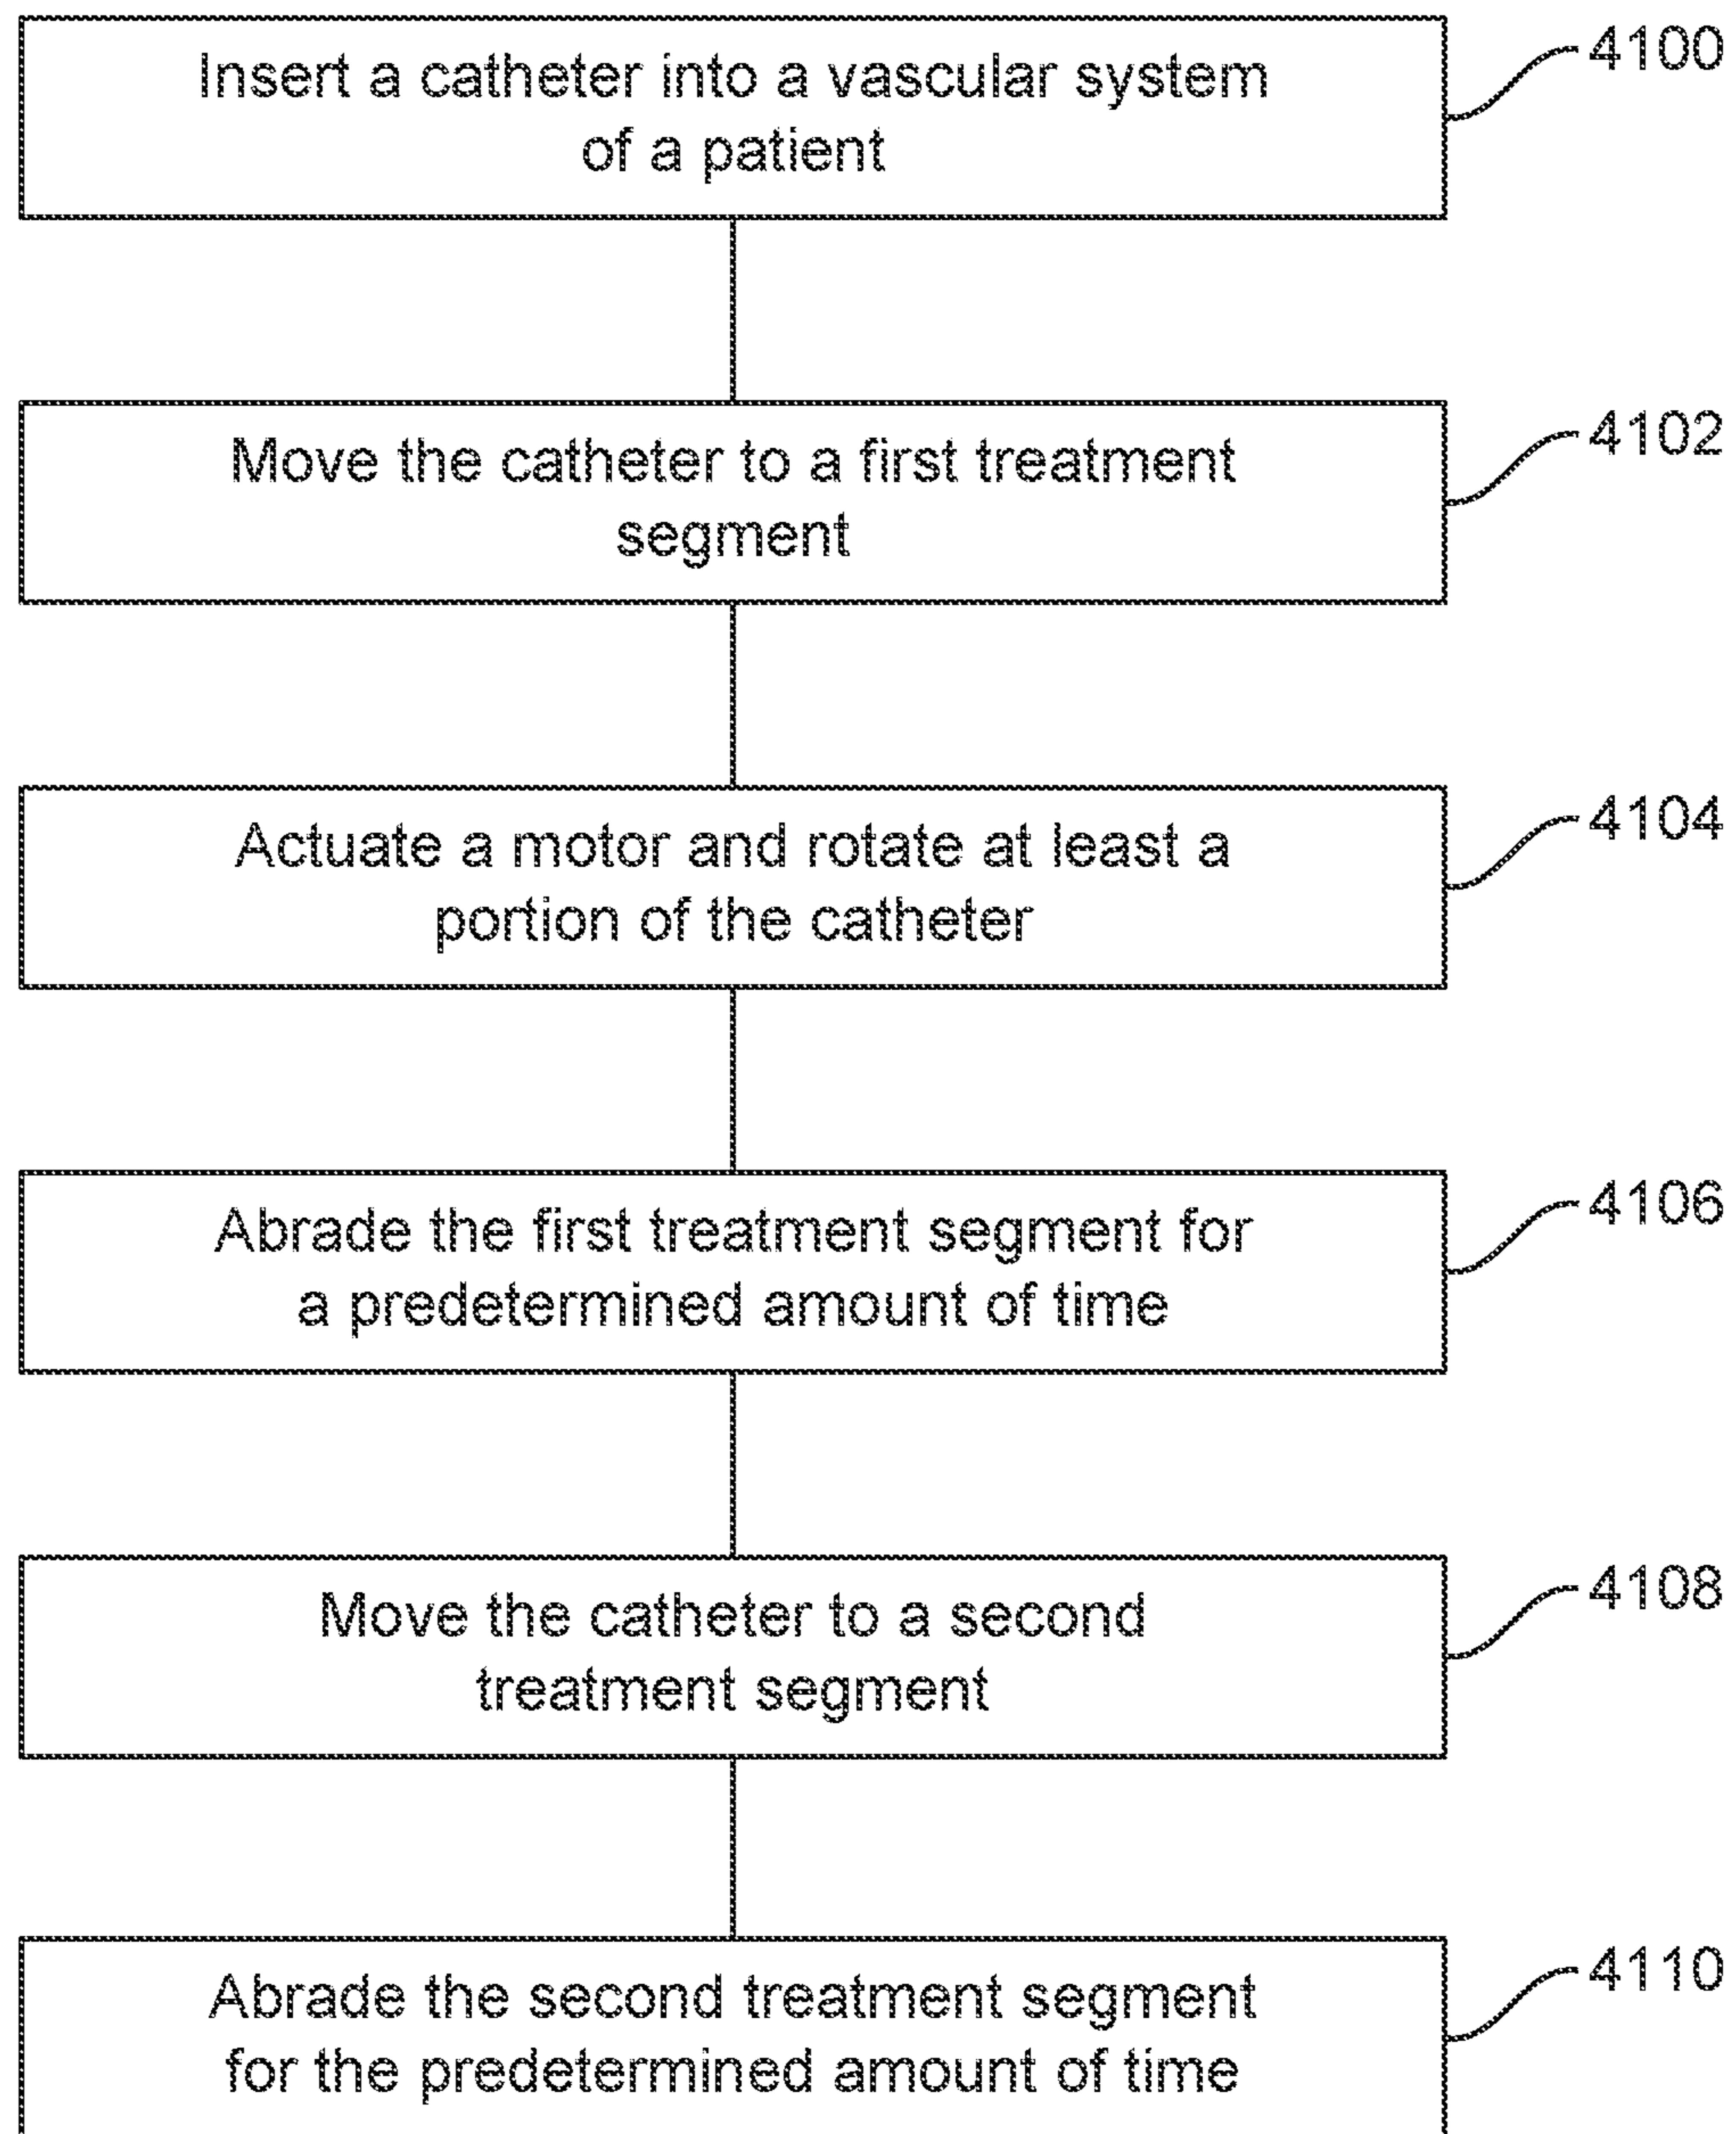 Insert a catheter into a vascular system
of a patient
4100
Move the catheter to a first treatment
segment
4102
Actuate a motor and rotate at least a
portion of the catheter
4104
Abrade the first treatment segment for
a predetermined amount of time
4106
Move the catheter to a second
treatment segment
4108
Abrade the second treatment segment
for the predetermined amount of time
4110